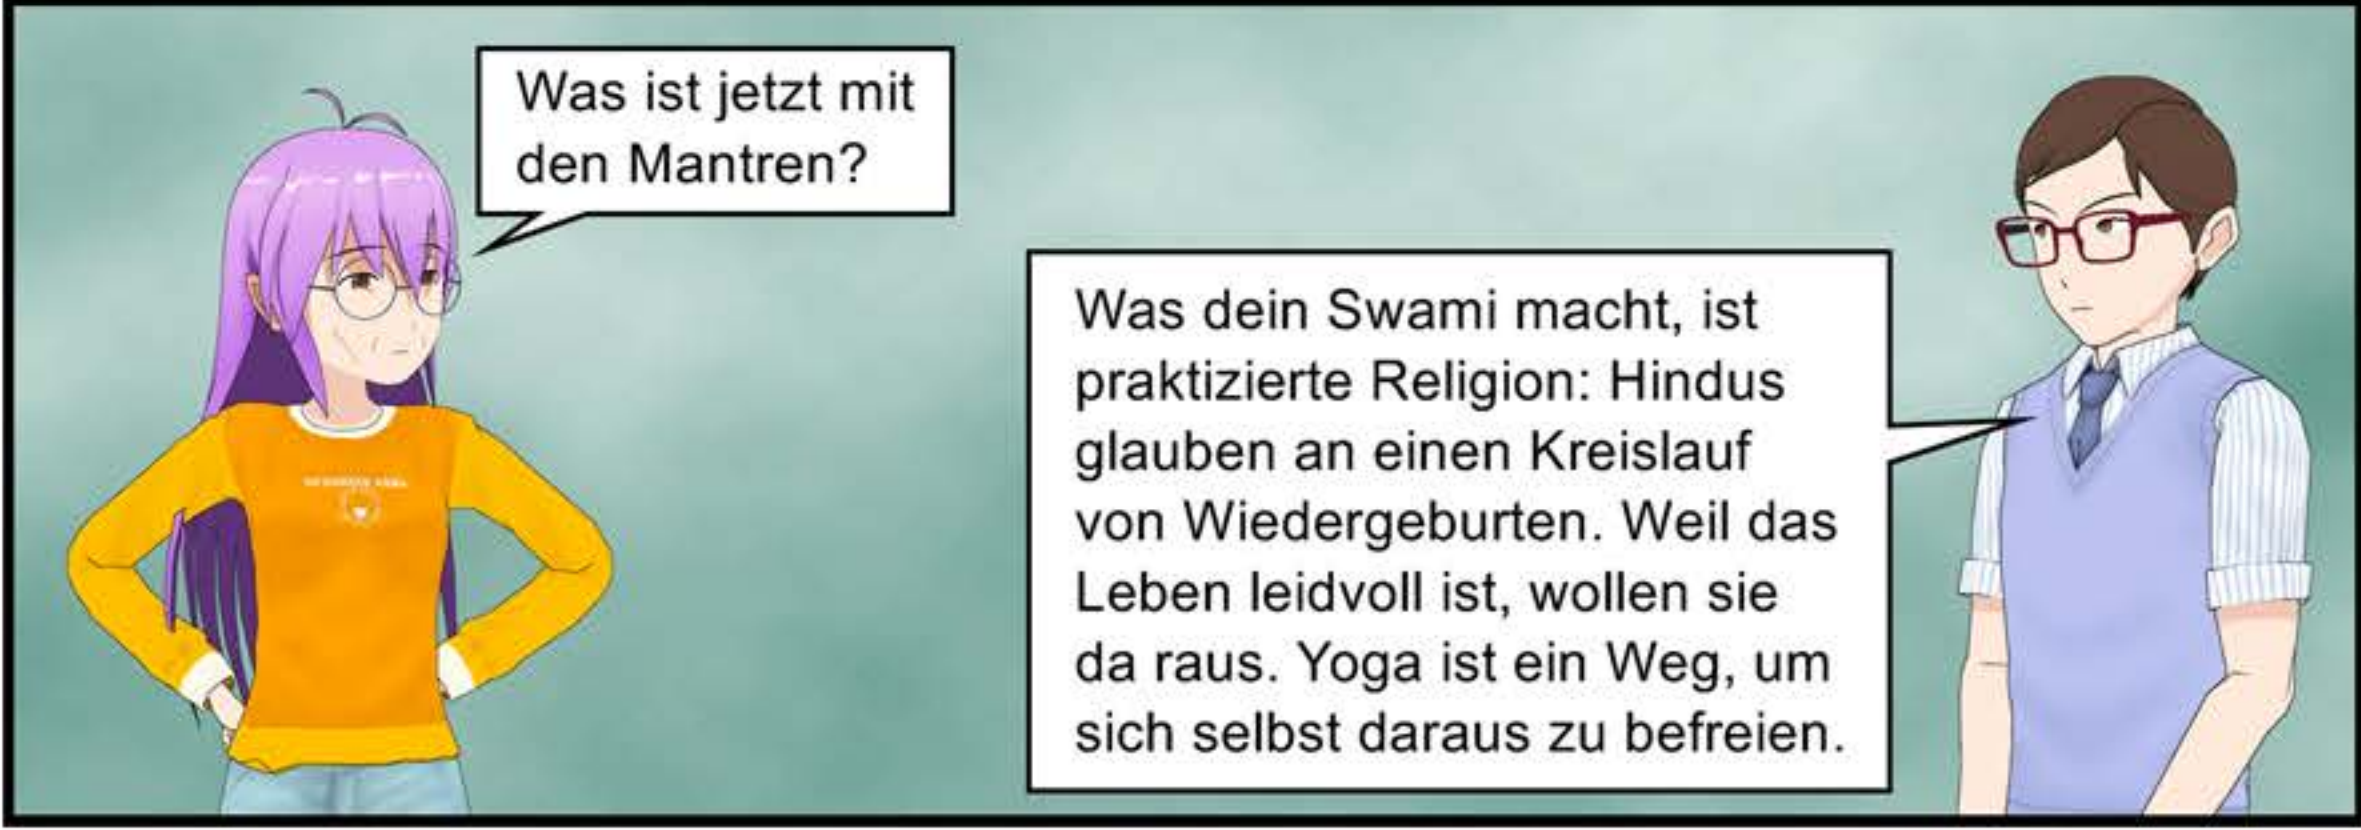 Was ist jetzt mit
den Mantren?
Was dein Swami macht, ist
praktizierte Religion: Hindus
glauben an einen Kreislauf
von Wiedergeburten. Weil das
Leben leidvoll ist, wollen sie
da raus. Yoga ist ein Weg, um
sich selbst daraus zu befreien.